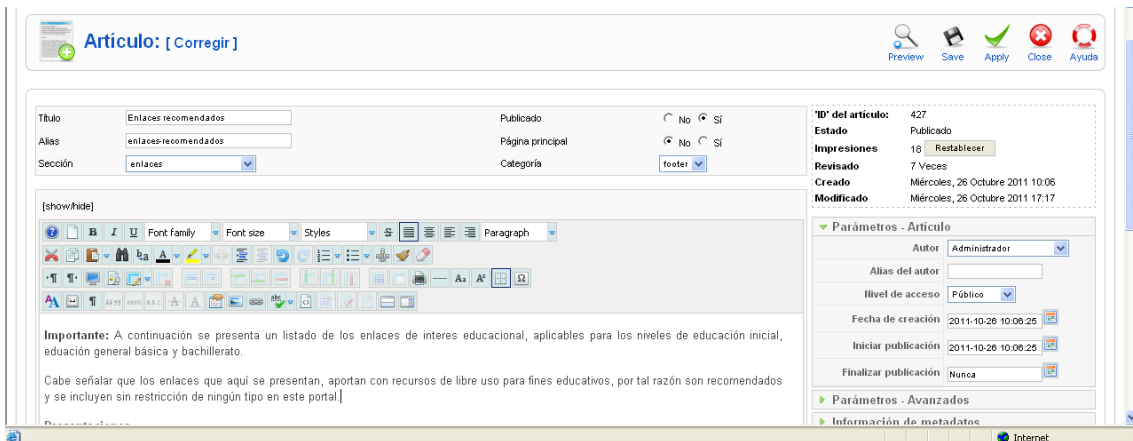 Artículo: [ Corregir ]
Preview Save Apply Close Ayuda
Título Enlaces recomendados Publicado No Sí
Alias enlaces-recomendados Página principal No Sí
Sección enlaces Categoría footer
'ID' del artículo: 427
Estado Publicado
Impresiones 18 Restablecer
Revisado 7 Veces
Creado Miércoles, 26 Octubre 2011 10:06
Modificado Miércoles, 26 Octubre 2011 17:17
[show/hide]
B I U Font family Font size Styles Paragraph
Importante: A continuación se presenta un listado de los enlaces de interes educacional, aplicables para los niveles de educación inicial,
eduación general básica y bachillerato.
Cabe señalar que los enlaces que aquí se presentan, aportan con recursos de libre uso para fines educativos, por tal razón son recomendados
y se incluyen sin restricción de ningún tipo en este portal.
Parámetros - Artículo
Autor Administrador
Alias del autor
Nivel de acceso Público
Fecha de creación 2011-10-26 10:06:25
Iniciar publicación 2011-10-26 10:06:25
Finalizar publicación Nunca
Parámetros - Avanzados
Información de metadatos
Internet